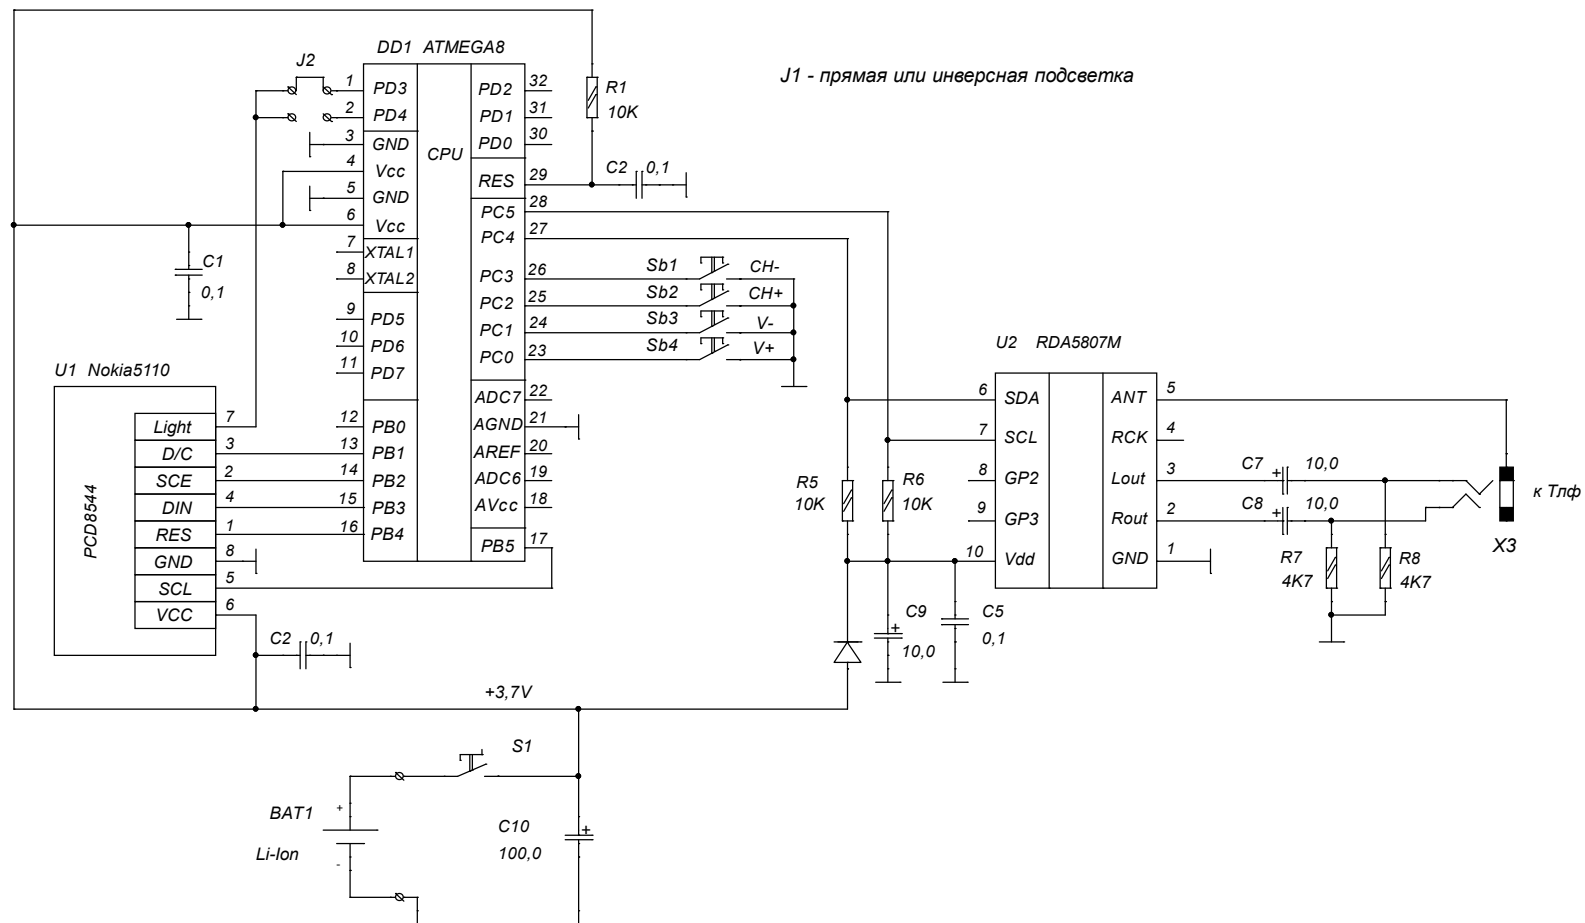 DD1 ATMEGA8
J2
J1 - прямая или инверсная подсветка
CPU
1 PD3
2 PD4
3 GND
4 Vcc
5 GND
6 Vcc
7 XTAL1
8 XTAL2
9 PD5
10 PD6
11 PD7
12 PB0
13 PB1
14 PB2
15 PB3
16 PB4
PD2 32
PD1 31
PD0 30
RES 29
PC5 28
PC4 27
PC3 26
PC2 25
PC1 24
PC0 23
ADC7 22
AGND 21
AREF 20
ADC6 19
AVcc 18
PB5 17
R1
10K
C2 0,1
C1
0,1
Sb1 CH-
Sb2 CH+
Sb3 V-
Sb4 V+
U1 Nokia5110
PCD8544
Light 7
D/C 3
SCE 2
DIN 4
RES 1
GND 8
SCL 5
VCC 6
C2 0,1
U2 RDA5807M
6 SDA
7 SCL
8 GP2
9 GP3
10 Vdd
ANT 5
RCK 4
Lout 3
Rout 2
GND 1
R5
10K
R6
10K
C7 10,0
+
C8 10,0
+
к Тлф
X3
R7
4K7
R8
4K7
C9
+
10,0
C5
0,1
+3,7V
S1
BAT1
+
-
Li-Ion
C10
+
100,0